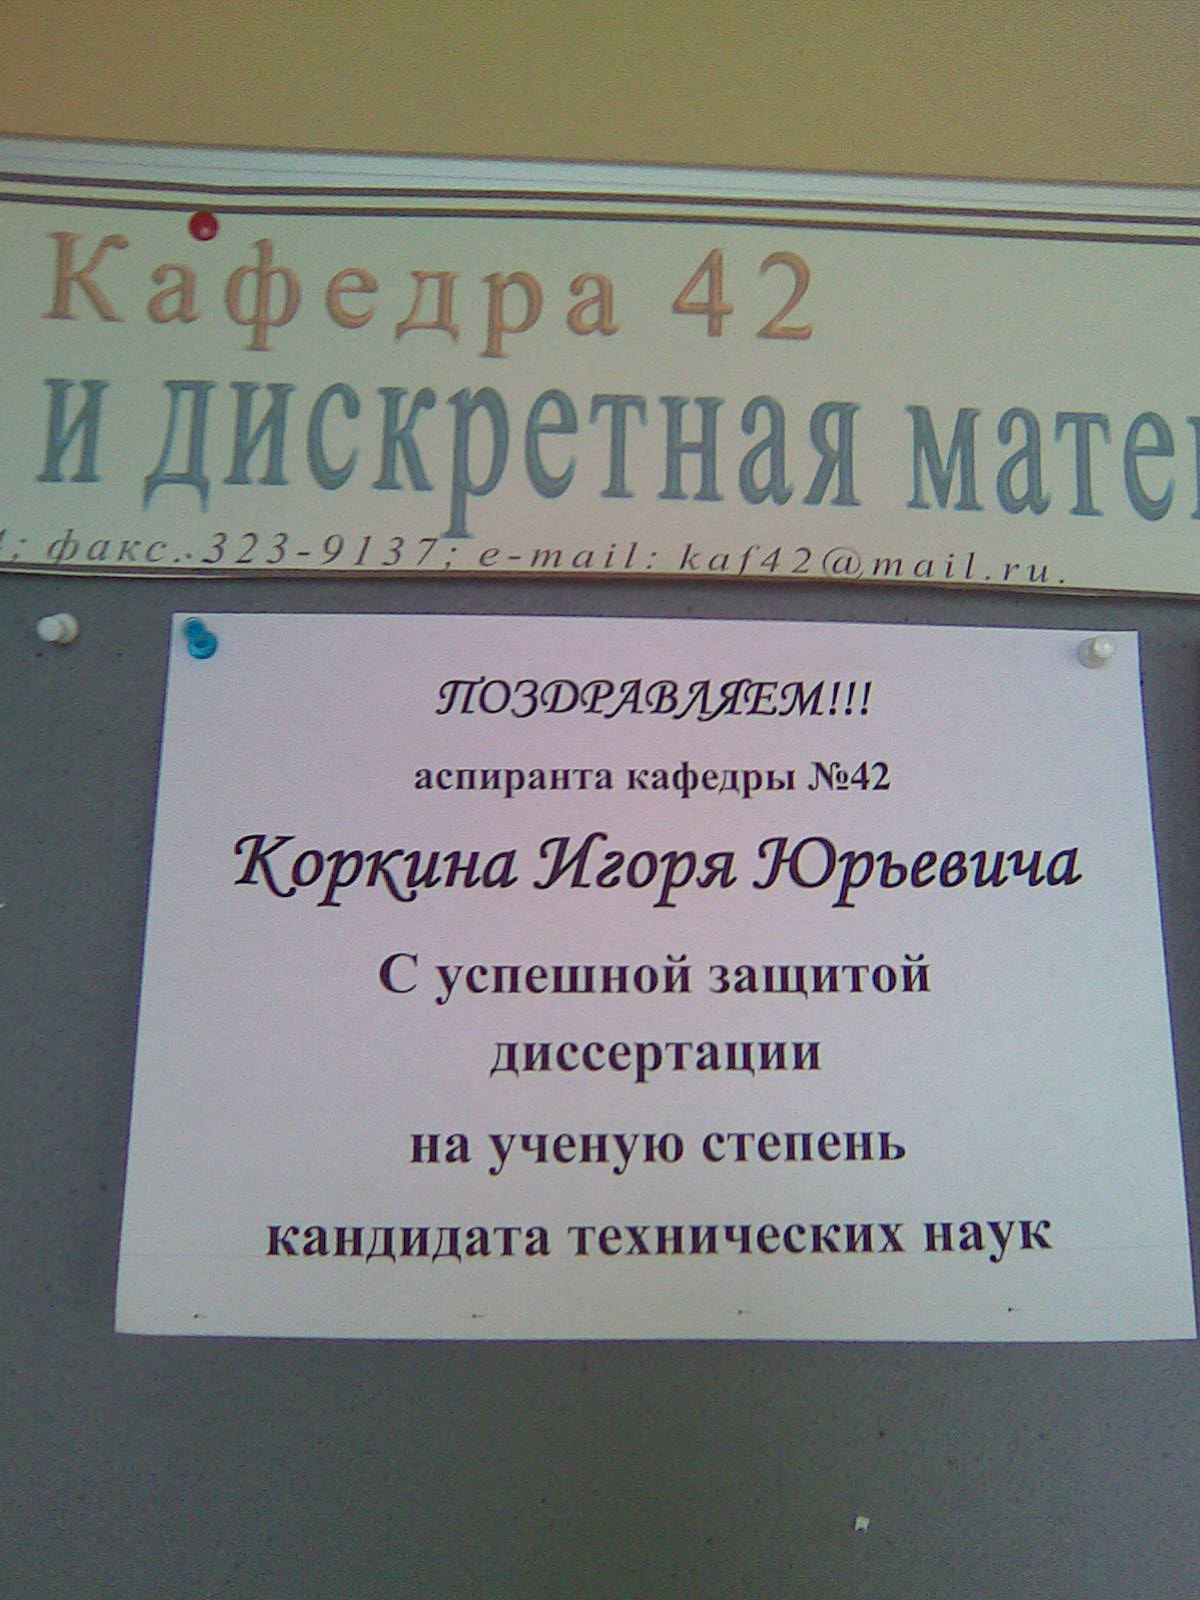 Кафедра 42
и дискретная мате
факс. 323-9137; e-mail: kaf42@mail.ru.
ПОЗДРАВЛЯЕМ!!!
аспиранта кафедры №42
Коркина Игоря Юрьевича
С успешной защитой
диссертации
на ученую степень
кандидата технических наук